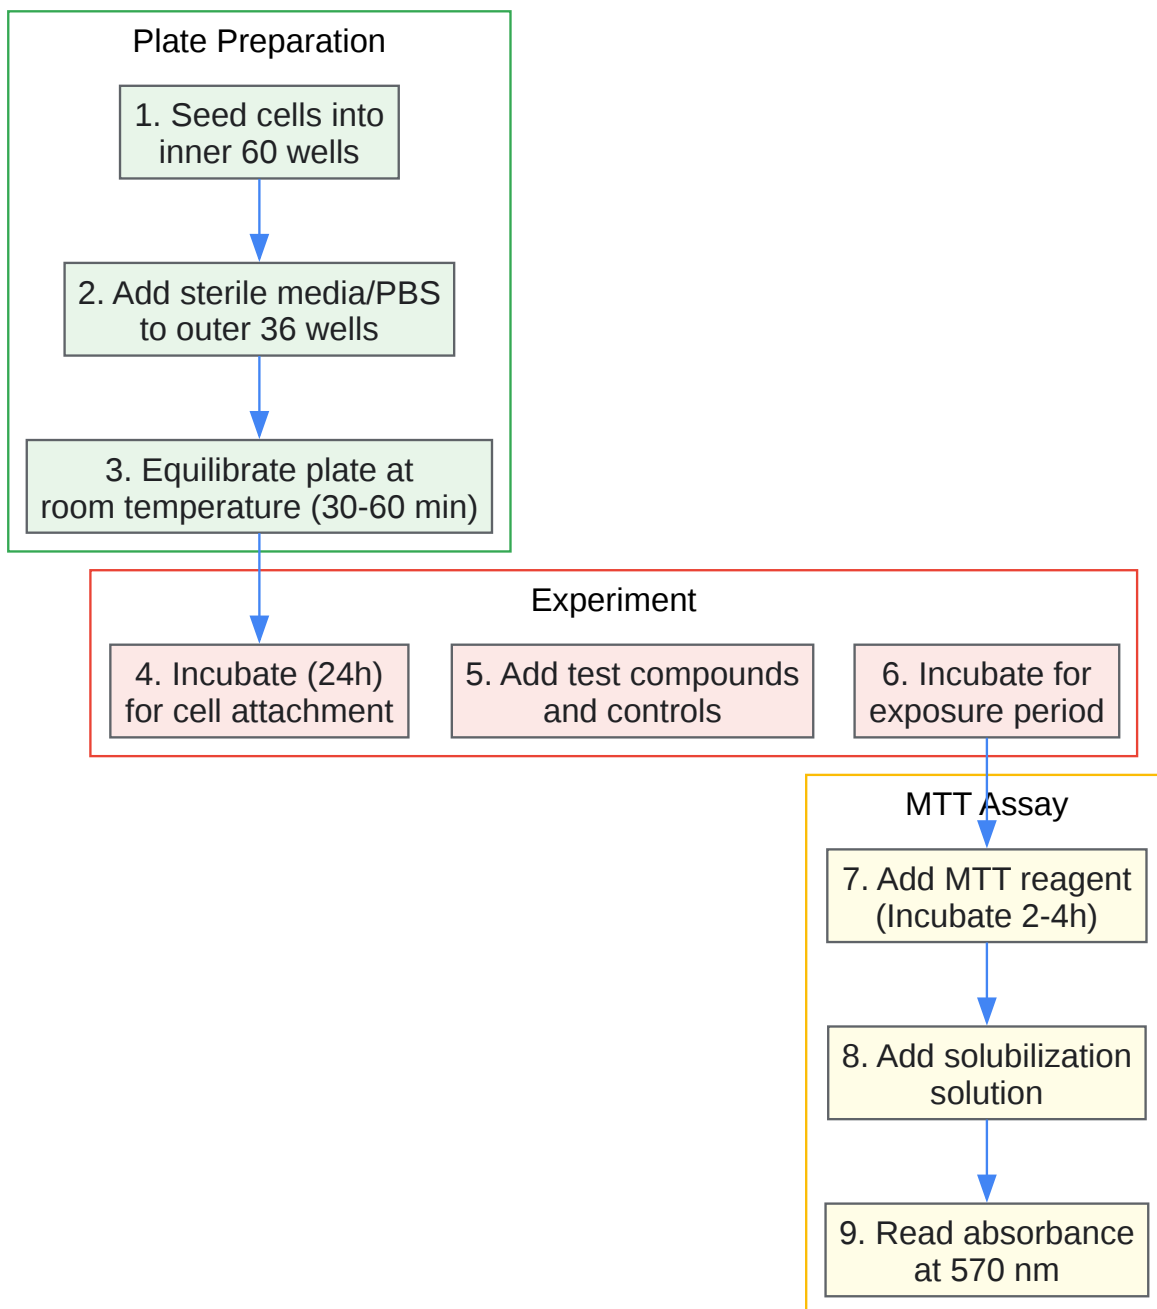 Plate Preparation
1. Seed cells into
inner 60 wells
2. Add sterile media/PBS
to outer 36 wells
3. Equilibrate plate at
room temperature (30-60 min)
Experiment
4. Incubate (24h)
for cell attachment
5. Add test compounds
and controls
6. Incubate for
exposure period
MTT Assay
7. Add MTT reagent
(Incubate 2-4h)
8. Add solubilization
solution
9. Read absorbance
at 570 nm